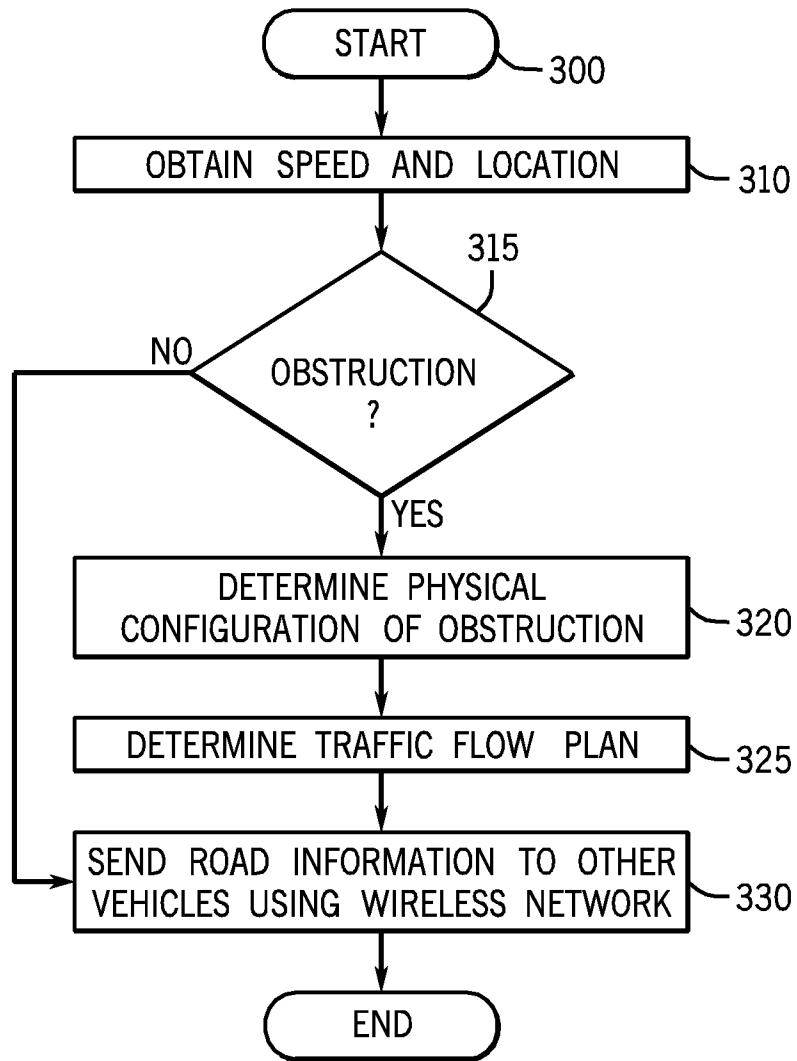 START
300
OBTAIN SPEED AND LOCATION
310
315
NO
OBSTRUCTION
?
YES
DETERMINE PHYSICAL
CONFIGURATION OF OBSTRUCTION
320
DETERMINE TRAFFIC FLOW PLAN
325
SEND ROAD INFORMATION TO OTHER
VEHICLES USING WIRELESS NETWORK
330
END